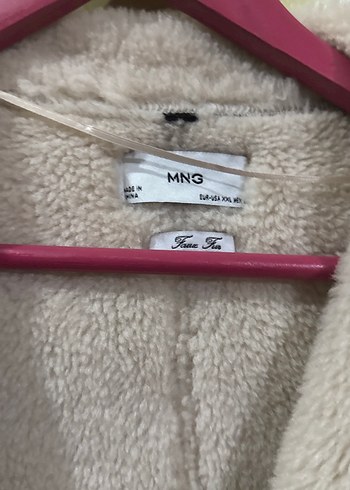 MNG
MADE IN
CHINA
EUR-USA XXL MEX
Faux Fur